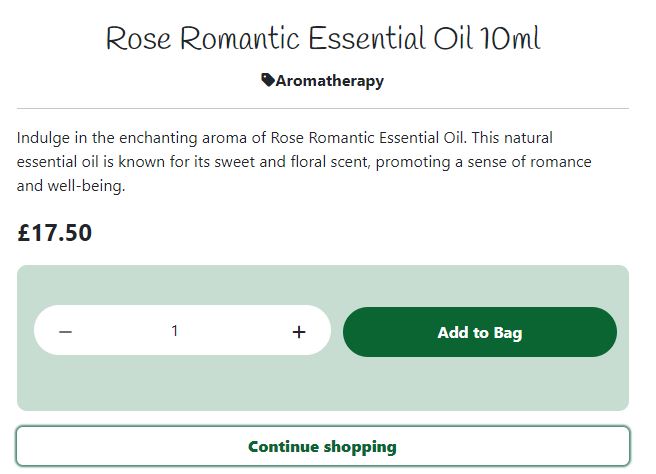 Rose Romantic Essential Oil 10ml
Aromatherapy
Indulge in the enchanting aroma of Rose Romantic Essential Oil. This natural
essential oil is known for its sweet and floral scent, promoting a sense of romance
and well-being.
£17.50
− 1 + Add to Bag
Continue shopping